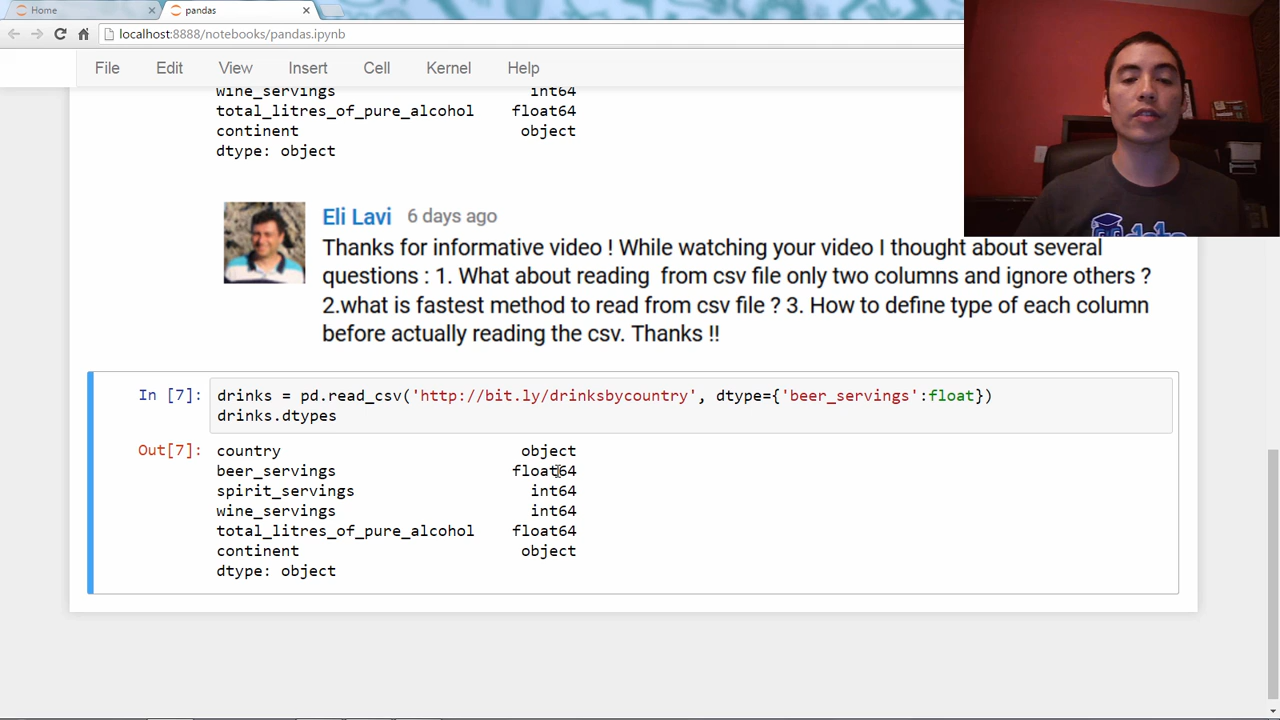 Home
pandas
localhost:8888/notebooks/pandas.ipynb
File Edit View Insert Cell Kernel Help
wine_servings int64
total_litres_of_pure_alcohol float64
continent object
dtype: object
Eli Lavi 6 days ago
Thanks for informative video ! While watching your video I thought about several
questions : 1. What about reading from csv file only two columns and ignore others ?
2.what is fastest method to read from csv file ? 3. How to define type of each column
before actually reading the csv. Thanks !!
In [7]: drinks = pd.read_csv('http://bit.ly/drinksbycountry', dtype={'beer_servings':float})
drinks.dtypes
Out[7]: country object
beer_servings float64
spirit_servings int64
wine_servings int64
total_litres_of_pure_alcohol float64
continent object
dtype: object